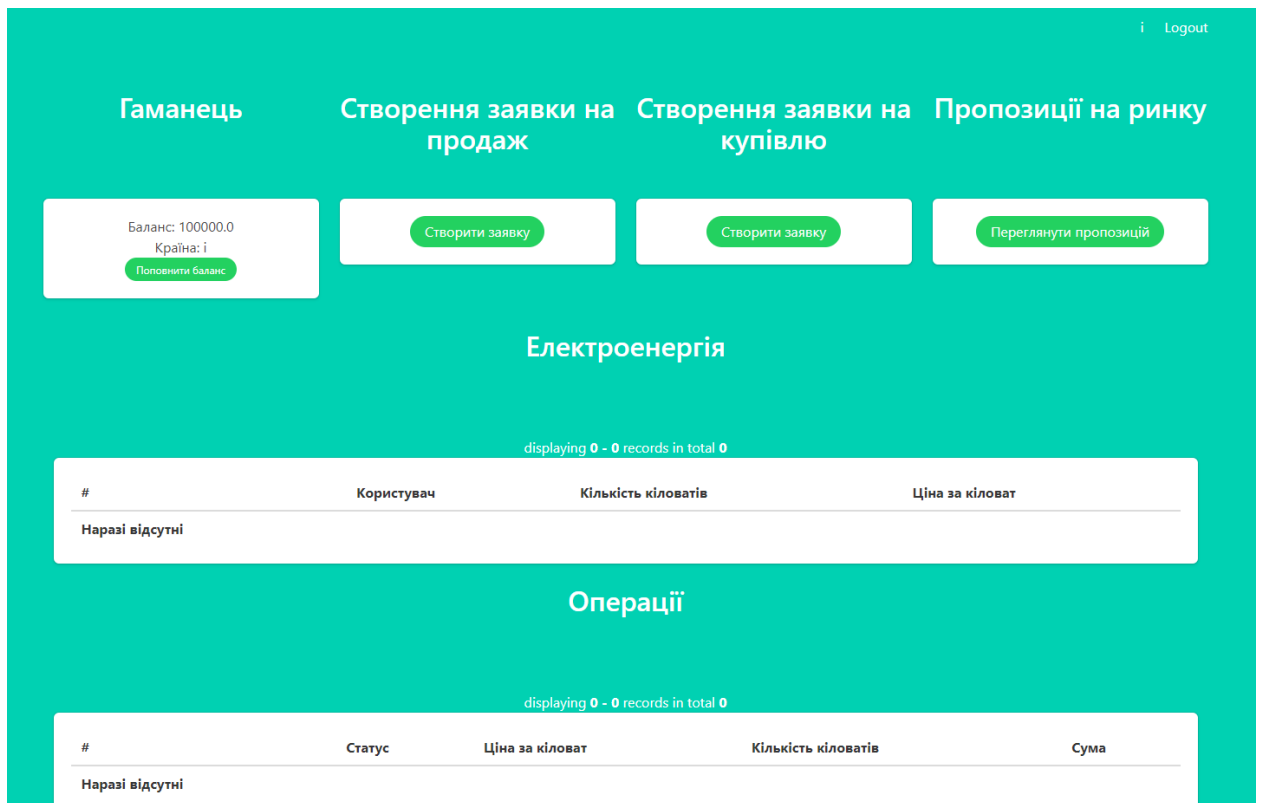 і Logout
Гаманець
Створення заявки на продаж
Створення заявки на купівлю
Пропозиції на ринку
Баланс: 100000.0
Країна: і
Поповнити баланс
Створити заявку
Створити заявку
Переглянути пропозицій
Електроенергія
displaying 0 - 0 records in total 0
# Користувач Кількість кіловатів Ціна за кіловат
Наразі відсутні
Операції
displaying 0 - 0 records in total 0
# Статус Ціна за кіловат Кількість кіловатів Сума
Наразі відсутні